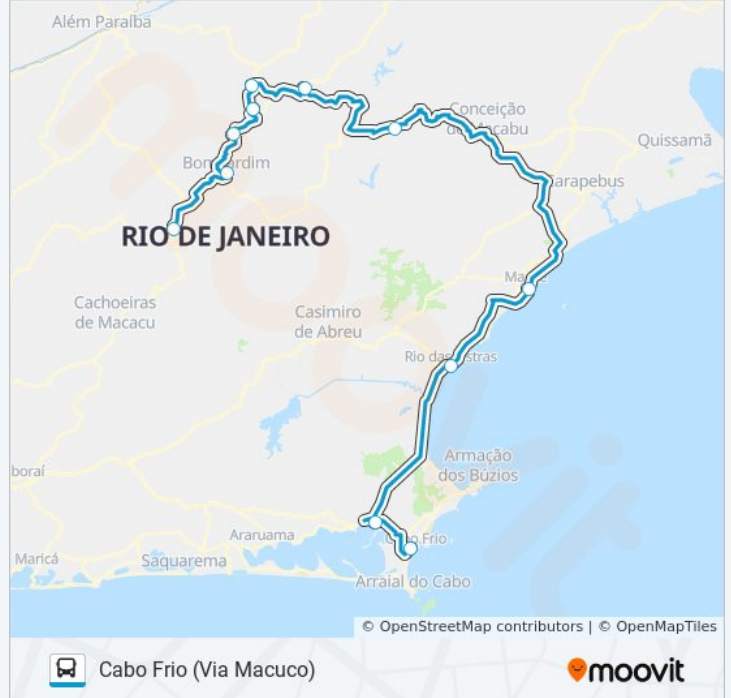 Além Paraíba
Conceição
de Macabu
Quissamã
Bom Jardim
Carapebus
RIO DE JANEIRO
Cachoeiras
de Macacu
Macaé
Casimiro
de Abreu
Rio das Ostras
Armação
dos Búzios
boraí
Araruama
Cabo Frio
Maricá
Saquarema
Arraial do Cabo
© OpenStreetMap contributors | © OpenMapTiles
Cabo Frio (Via Macuco)
moovit